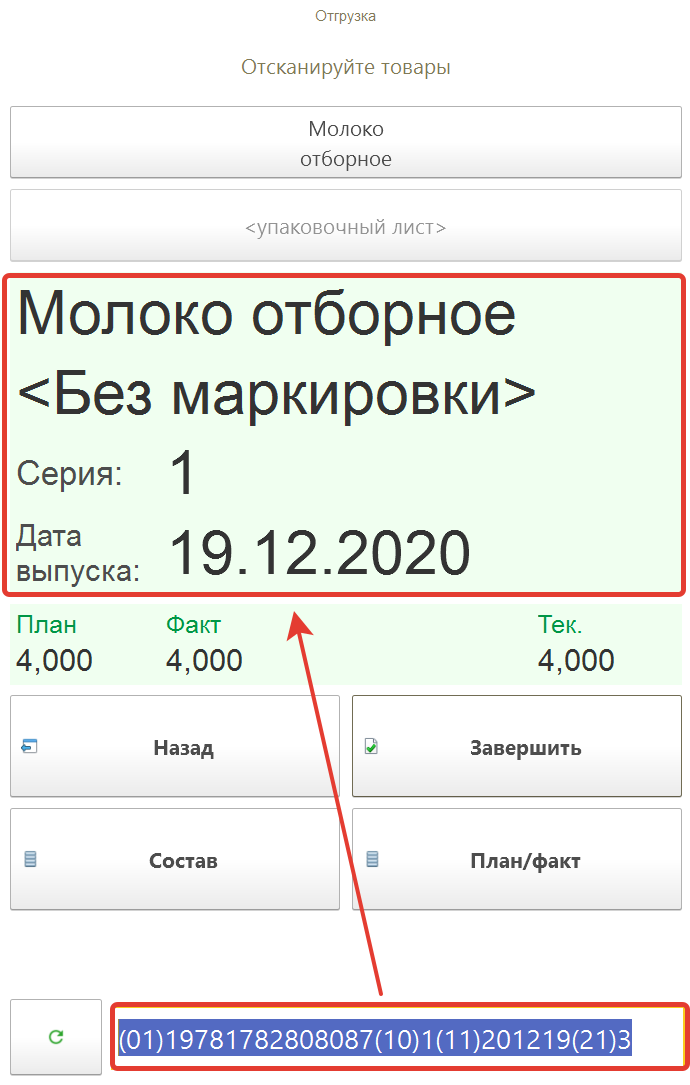 Отгрузка
Отсканируйте товары
Молоко
отборное
<упаковочный лист>
Молоко отборное
<Без маркировки>
Серия: 1
Дата
выпуска: 19.12.2020
План Факт Тек.
4,000 4,000 4,000
Назад Завершить
Состав План/факт
(01)19781782808087(10)1(11)201219(21)3